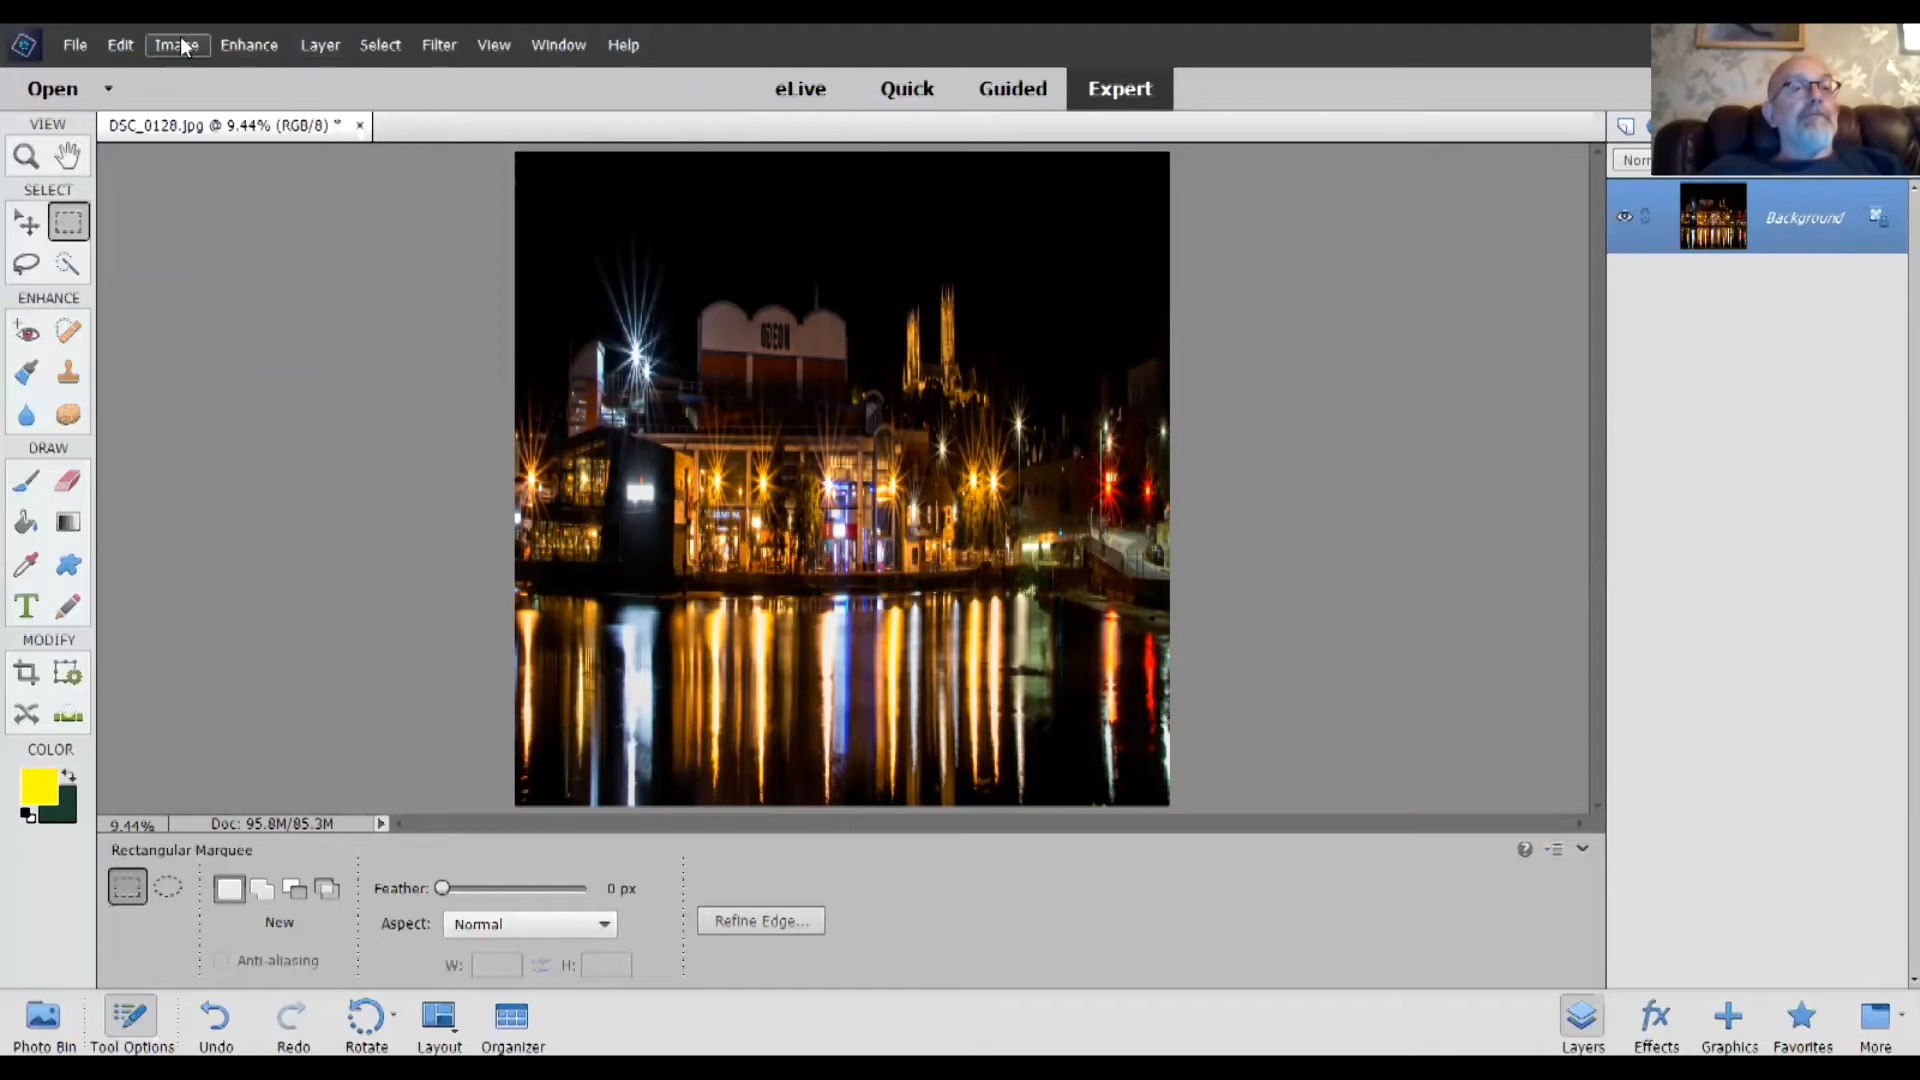 File Edit Image Enhance Layer Select Filter View Window Help
Open eLive Quick Guided Expert
VIEW DSC_0128.jpg @ 9.44% (RGB/8) * ×
Norm
SELECT
Background
ENHANCE
ODEON
DRAW
T
MODIFY
COLOR
9.44% Doc: 95.8M/85.3M
Rectangular Marquee
Feather: 0 px
New
Aspect: Normal
Refine Edge...
Anti-aliasing
W: H:
fx
Photo Bin Tool Options Undo Redo Rotate Layout Organizer Layers Effects Graphics Favorites More